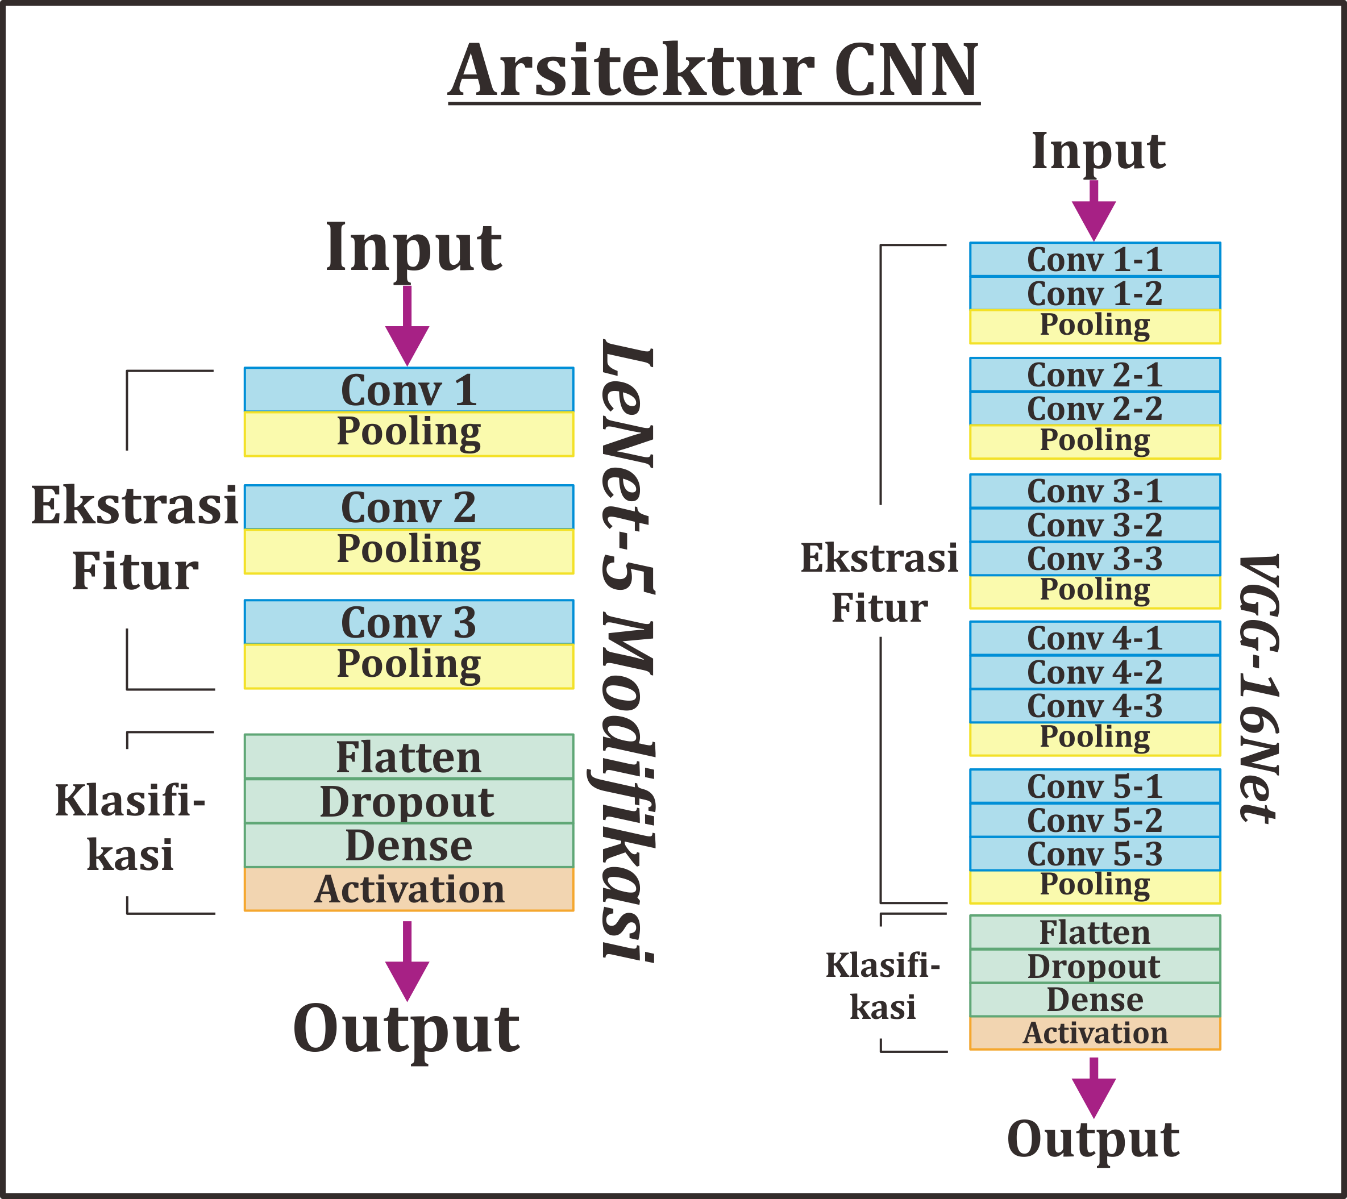 Arsitektur CNN
Input
Conv 1
Pooling
Conv 2
Pooling
Conv 3
Pooling
Ekstrasi
Fitur
Flatten
Dropout
Dense
Activation
Klasifi-
kasi
Output
LeNet-5 Modifikasi
Input
Conv 1-1
Conv 1-2
Pooling
Conv 2-1
Conv 2-2
Pooling
Conv 3-1
Conv 3-2
Conv 3-3
Pooling
Conv 4-1
Conv 4-2
Conv 4-3
Pooling
Conv 5-1
Conv 5-2
Conv 5-3
Pooling
Ekstrasi
Fitur
Flatten
Dropout
Dense
Activation
Klasifi-
kasi
Output
VGG-16Net